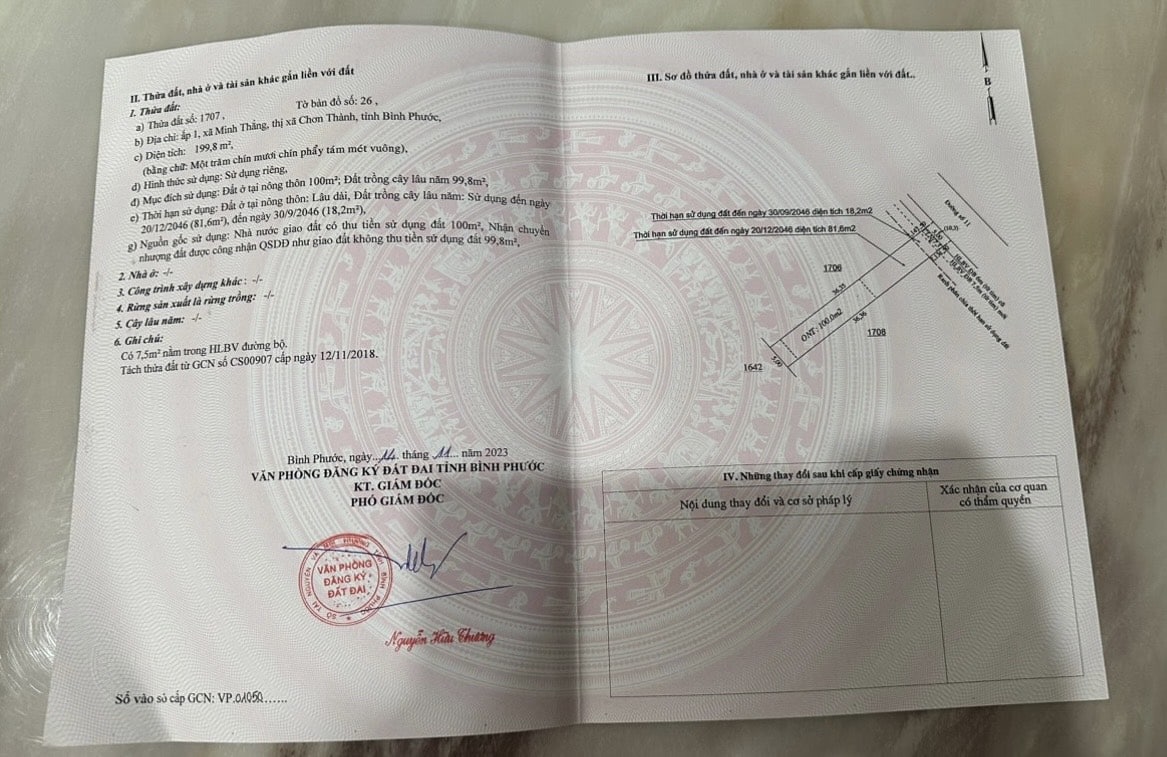 II. Thửa đất, nhà ở và tài sản khác gắn liền với đất
1. Thửa đất:
a) Thửa đất số: 1707 , Tờ bản đồ số: 26 ,
b) Địa chỉ: ấp 1, xã Minh Thắng, thị xã Chơn Thành, tỉnh Bình Phước,
c) Diện tích: 199,8 m²,
(bằng chữ: Một trăm chín mươi chín phẩy tám mét vuông),
d) Hình thức sử dụng: Sử dụng riêng,
đ) Mục đích sử dụng: Đất ở tại nông thôn 100m²; Đất trồng cây lâu năm 99,8m²,
e) Thời hạn sử dụng: Đất ở tại nông thôn: Lâu dài, Đất trồng cây lâu năm: Sử dụng đến ngày
20/12/2046 (81,6m²), đến ngày 30/9/2046 (18,2m²),
g) Nguồn gốc sử dụng: Nhà nước giao đất có thu tiền sử dụng đất 100m², Nhận chuyển
nhượng đất được công nhận QSDĐ như giao đất không thu tiền sử dụng đất 99,8m²,
2. Nhà ở: -/-
3. Công trình xây dựng khác : -/-
4. Rừng sản xuất là rừng trồng: -/-
5. Cây lâu năm: -/-
6. Ghi chú:
Có 7,5m² nằm trong HLBV đường bộ.
Tách thửa đất từ GCN số CS00907 cấp ngày 12/11/2018.
Bình Phước, ngày... tháng .11... năm 2023
VĂN PHÒNG ĐĂNG KÝ ĐẤT ĐAI TỈNH BÌNH PHƯỚC
KT. GIÁM ĐỐC
PHÓ GIÁM ĐỐC
VĂN PHÒNG
ĐĂNG KÝ
ĐẤT ĐAI
Nguyễn Hữu Thương
Số vào sổ cấp GCN: VP.01050......
III. Sơ đồ thửa đất, nhà ở và tài sản khác gắn liền với đất..
B
Đường số 11
Thời hạn sử dụng đất đến ngày 30/09/2046 diện tích 18,2m2
Thời hạn sử dụng đất đến ngày 20/12/2046 diện tích 81,6m2
1706
ONT: 100.0m2
1708
1642
5,00
Ranh phân chia thời hạn sử dụng đất
IV. Những thay đổi sau khi cấp giấy chứng nhận
Nội dung thay đổi và cơ sở pháp lý
Xác nhận của cơ quan
có thẩm quyền